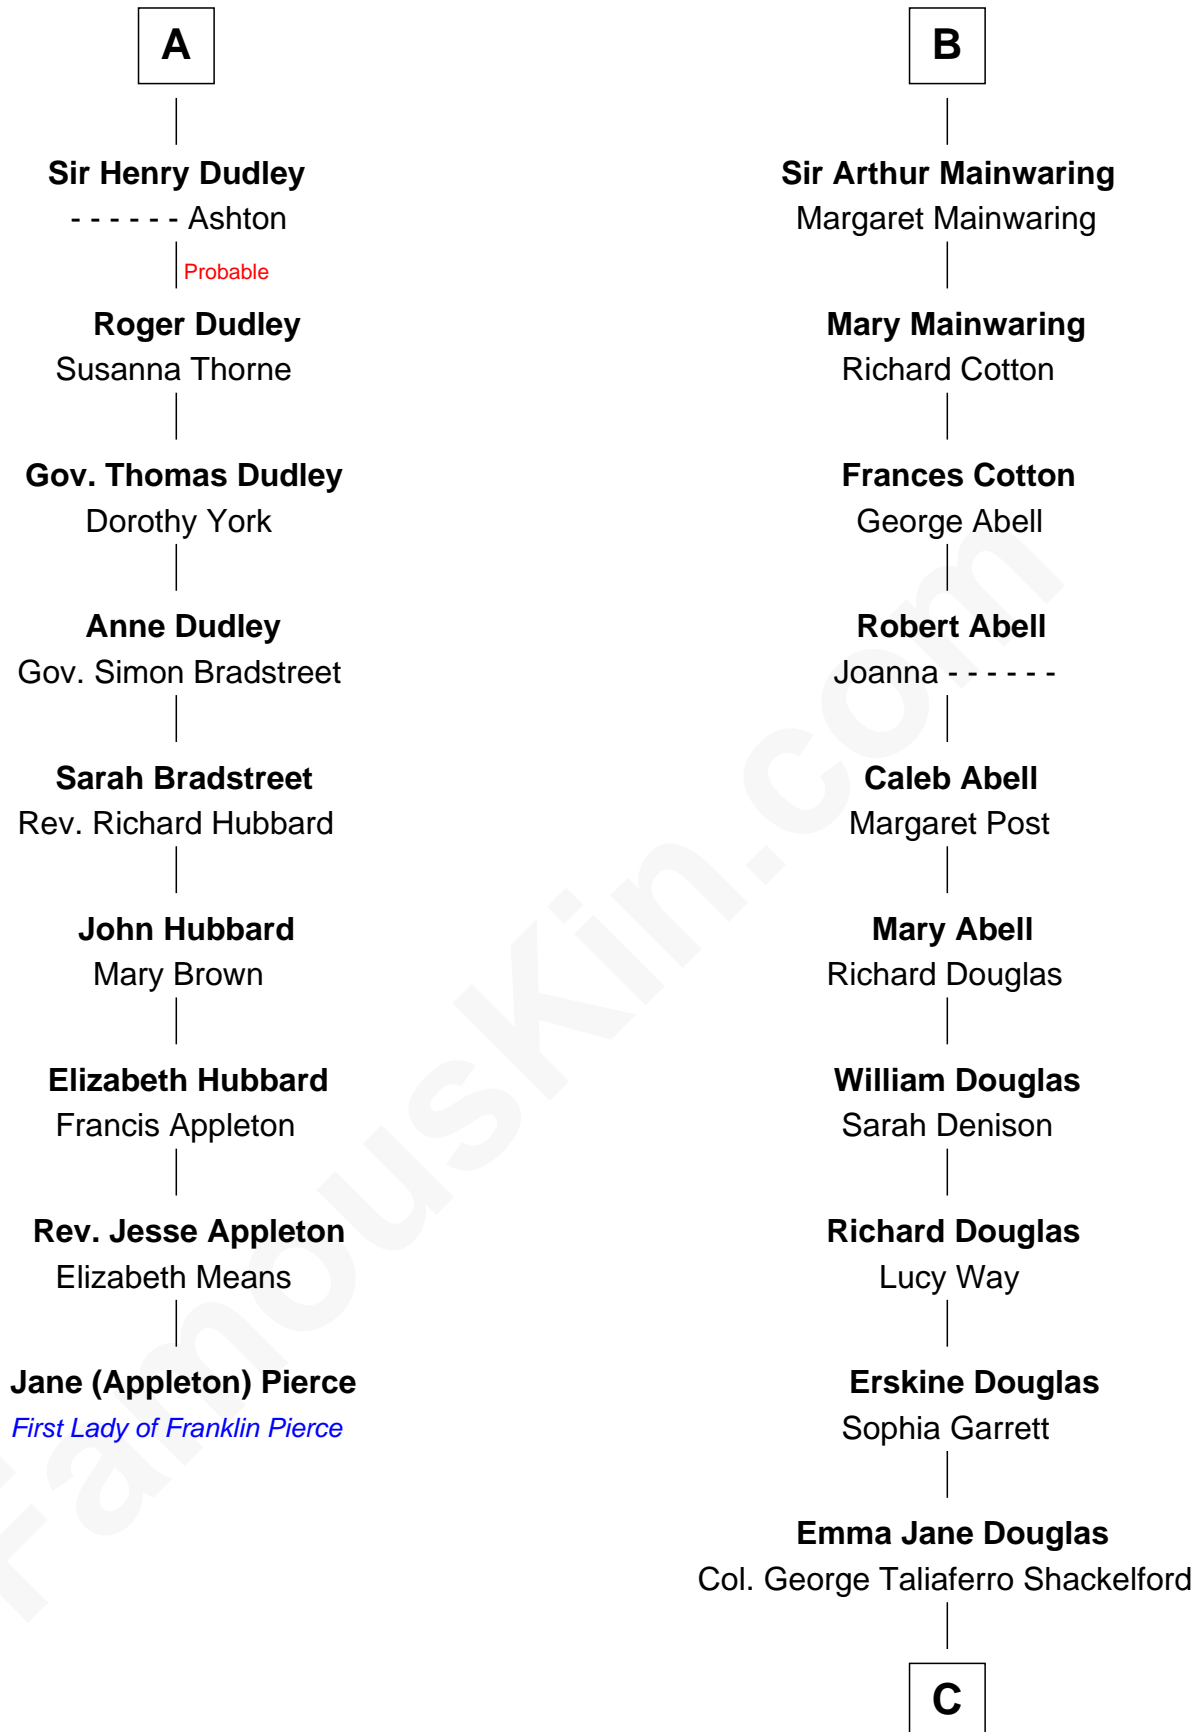 A
Sir Henry Dudley
- - - - - - Ashton
Probable
Roger Dudley
Susanna Thorne
Gov. Thomas Dudley
Dorothy York
Anne Dudley
Gov. Simon Bradstreet
Sarah Bradstreet
Rev. Richard Hubbard
John Hubbard
Mary Brown
Elizabeth Hubbard
Francis Appleton
Rev. Jesse Appleton
Elizabeth Means
Jane (Appleton) Pierce
First Lady of Franklin Pierce
B
Sir Arthur Mainwaring
Margaret Mainwaring
Mary Mainwaring
Richard Cotton
Frances Cotton
George Abell
Robert Abell
Joanna - - - - - -
Caleb Abell
Margaret Post
Mary Abell
Richard Douglas
William Douglas
Sarah Denison
Richard Douglas
Lucy Way
Erskine Douglas
Sophia Garrett
Emma Jane Douglas
Col. George Taliaferro Shackelford
C
FamousKin.com